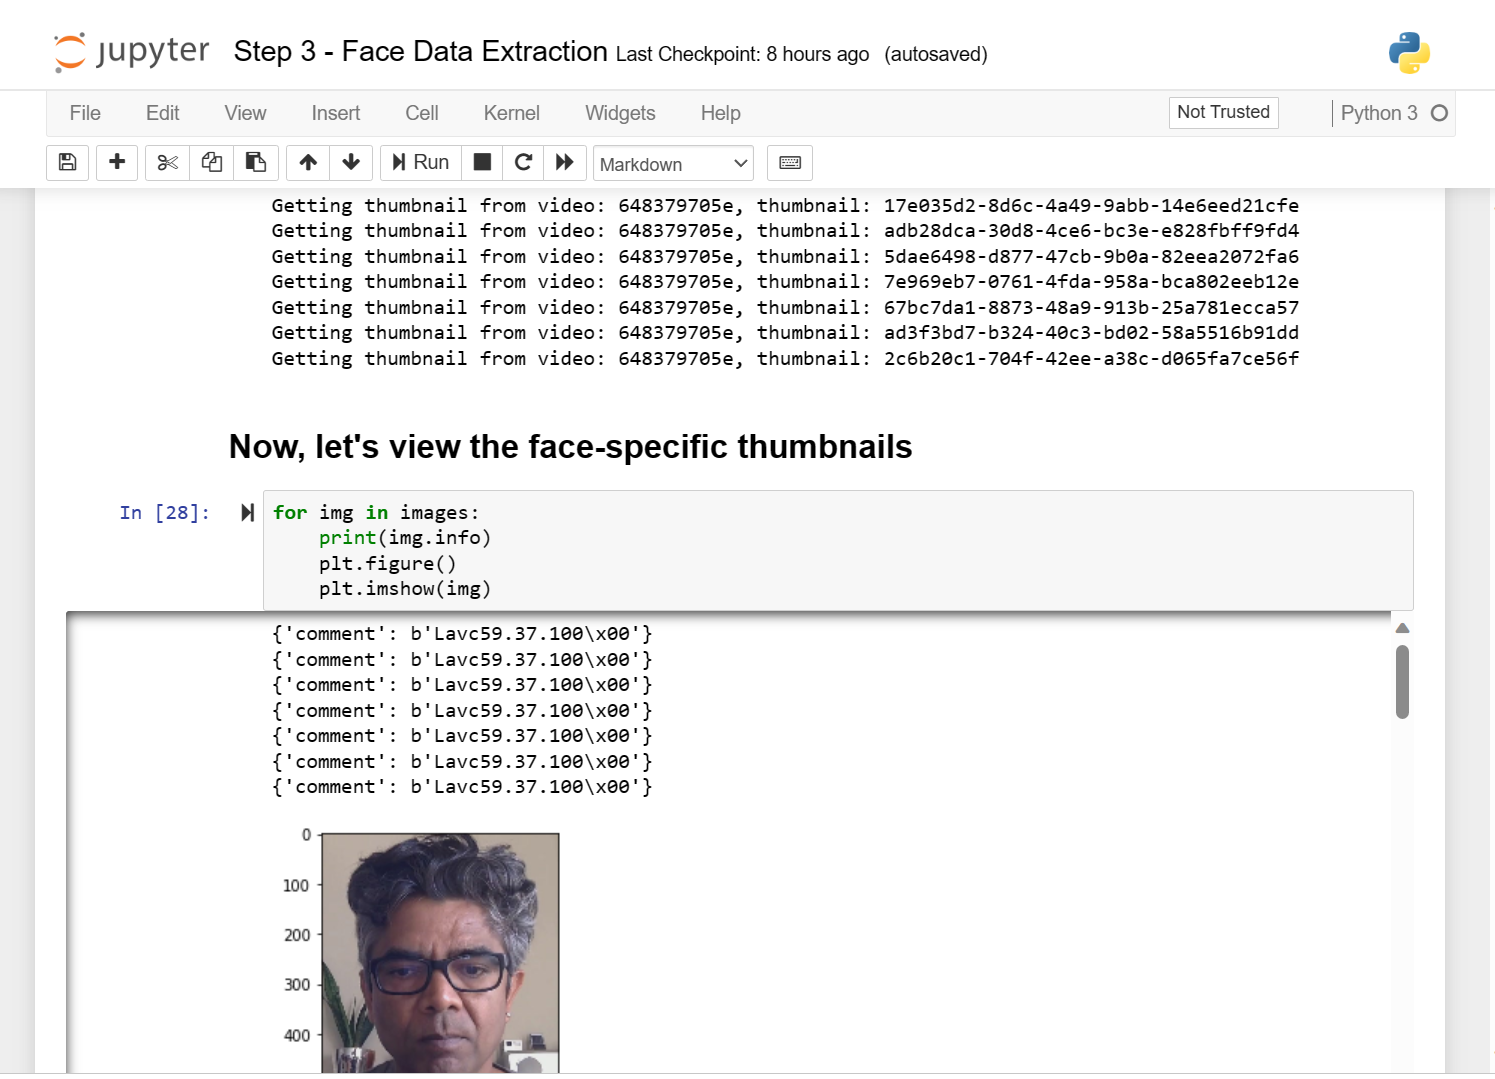 jupyter Step 3 - Face Data Extraction Last Checkpoint: 8 hours ago (autosaved)
File Edit View Insert Cell Kernel Widgets Help Not Trusted Python 3
Run Markdown
Getting thumbnail from video: 648379705e, thumbnail: 17e035d2-8d6c-4a49-9abb-14e6eed21cfe
Getting thumbnail from video: 648379705e, thumbnail: adb28dca-30d8-4ce6-bc3e-e828fbff9fd4
Getting thumbnail from video: 648379705e, thumbnail: 5dae6498-d877-47cb-9b0a-82eea2072fa6
Getting thumbnail from video: 648379705e, thumbnail: 7e969eb7-0761-4fda-958a-bca802eeb12e
Getting thumbnail from video: 648379705e, thumbnail: 67bc7da1-8873-48a9-913b-25a781ecca57
Getting thumbnail from video: 648379705e, thumbnail: ad3f3bd7-b324-40c3-bd02-58a5516b91dd
Getting thumbnail from video: 648379705e, thumbnail: 2c6b20c1-704f-42ee-a38c-d065fa7ce56f
Now, let's view the face-specific thumbnails
In [28]: for img in images:
print(img.info)
plt.figure()
plt.imshow(img)
{'comment': b'Lavc59.37.100\x00'}
{'comment': b'Lavc59.37.100\x00'}
{'comment': b'Lavc59.37.100\x00'}
{'comment': b'Lavc59.37.100\x00'}
{'comment': b'Lavc59.37.100\x00'}
{'comment': b'Lavc59.37.100\x00'}
{'comment': b'Lavc59.37.100\x00'}
0
100
200
300
400